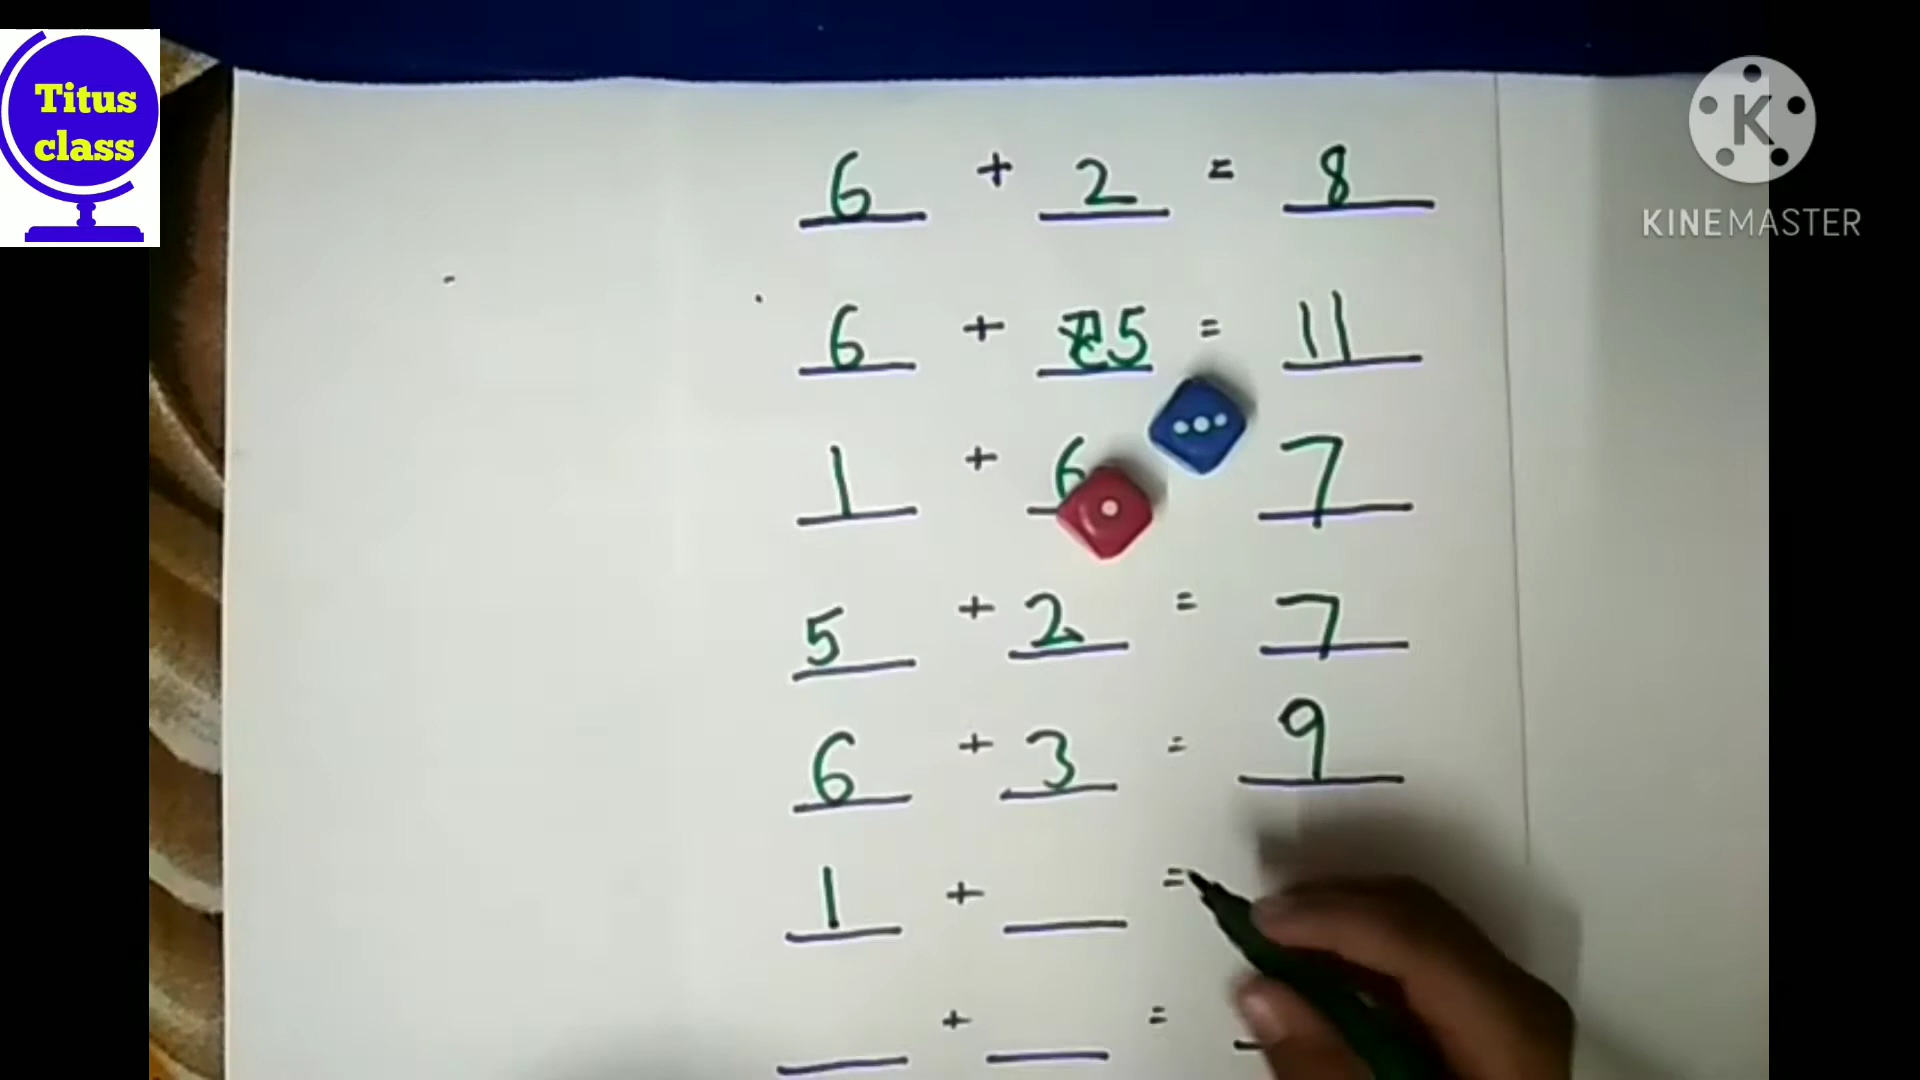 Titus
class
KINEMASTER
6 + 2 = 8
6 + 5 = 11
1 + 6 7
5 + 2 = 7
6 + 3 = 9
1 + =
+ =